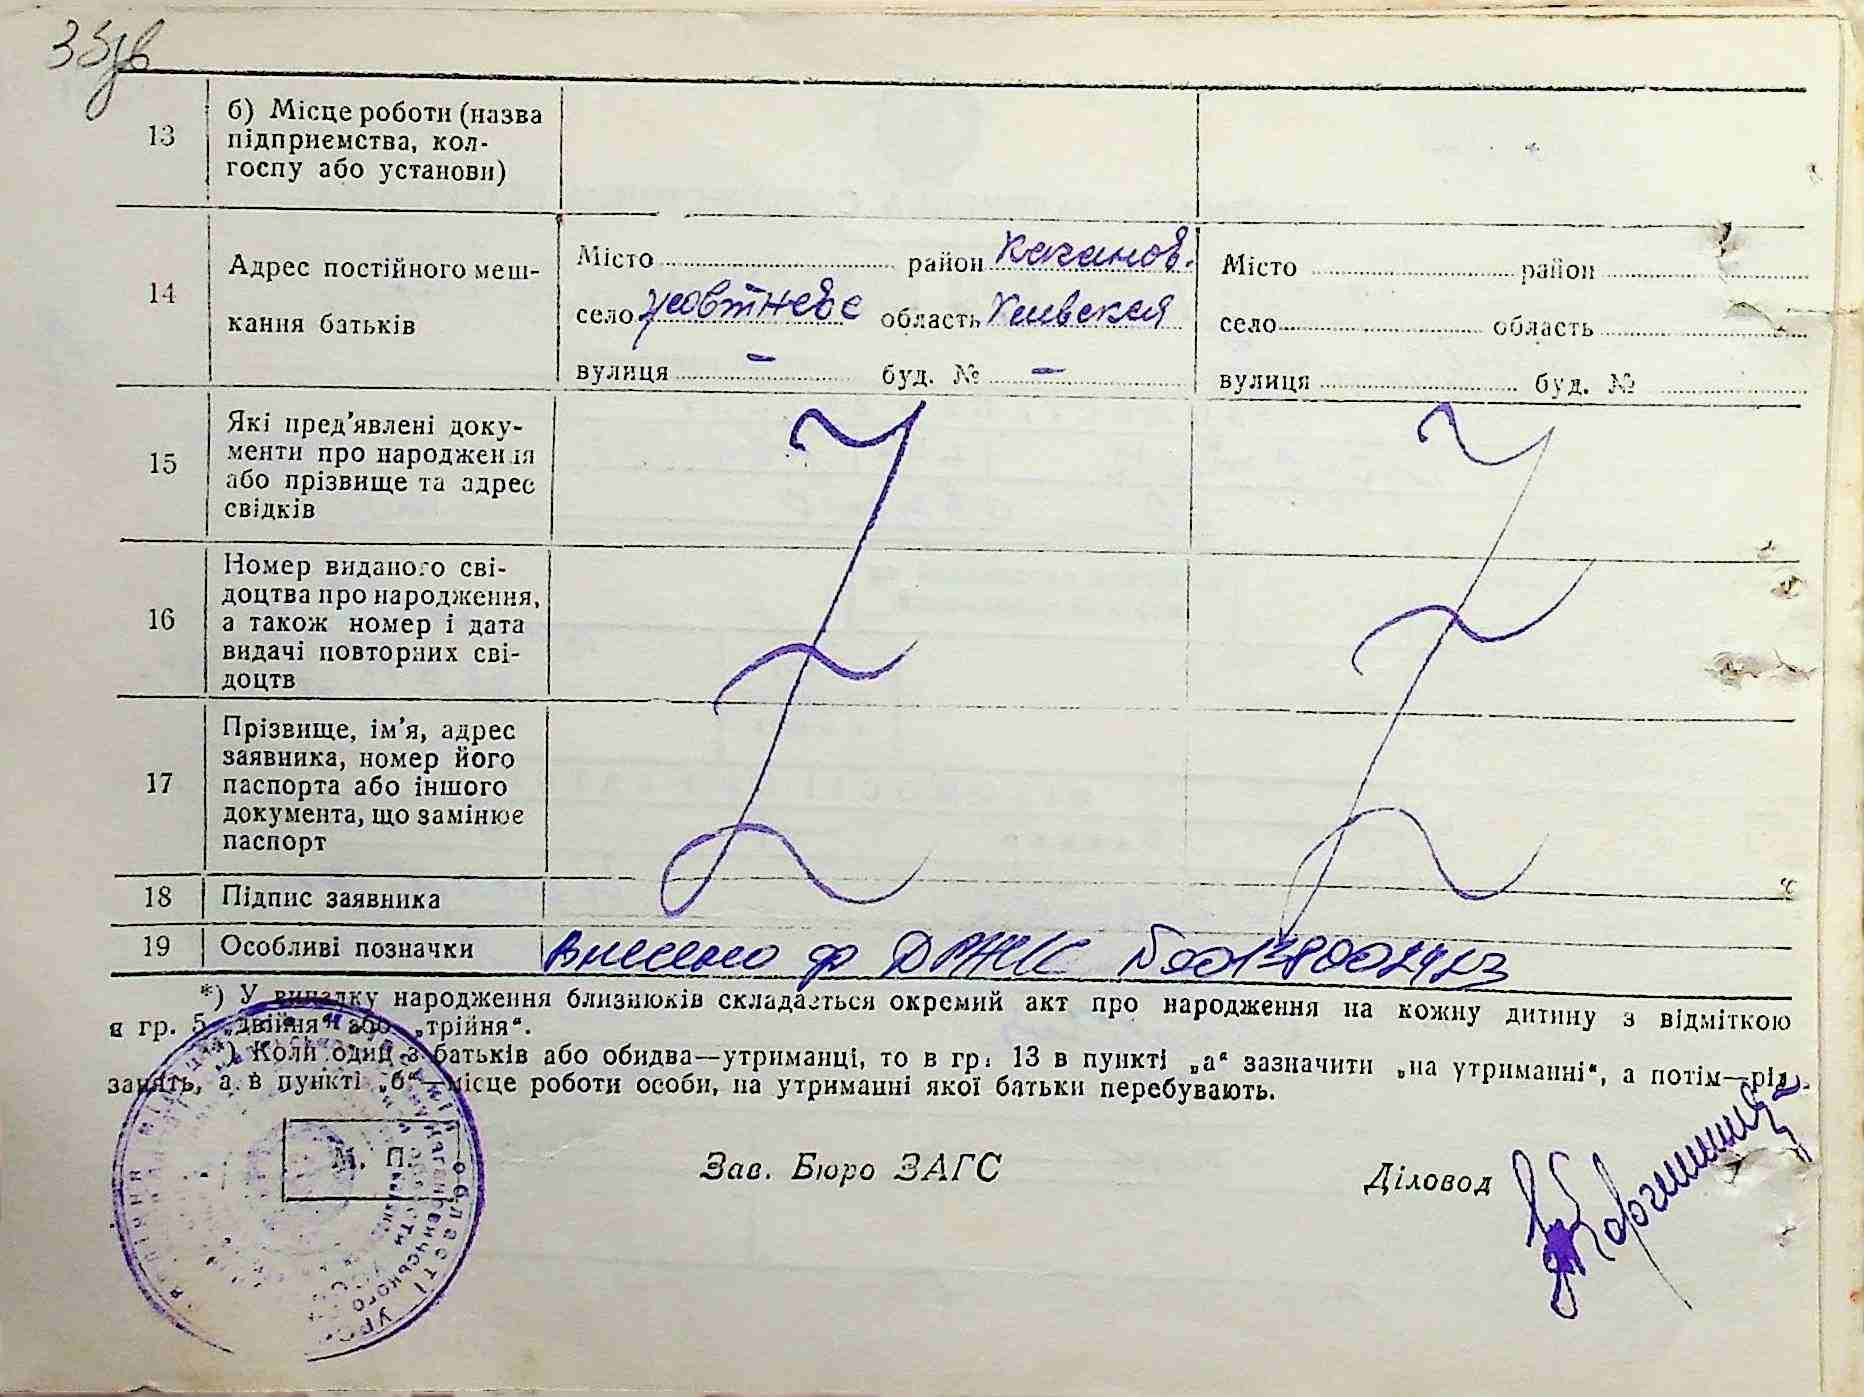 35зв
13
б) Місце роботи (назва
підприємства, кол-
госпу або установи)
14
Адрес постійного меш-
кання батьків
Місто район Каганов.
село Жовтневе область Киевская
вулиця – буд. № –
Місто район
село область
вулиця буд. №
15
Які пред'явлені доку-
менти про народження
або прізвище та адрес
свідків
16
Номер виданого сві-
доцтва про народження,
а також номер і дата
видачі повторних сві-
доцтв
17
Прізвище, ім'я, адрес
заявника, номер його
паспорта або іншого
документа, що замінює
паспорт
18
Підпис заявника
19
Особливі позначки
Внесено ф ДРАЦС №00138002423
*) У випадку народження близнюків складається окремий акт про народження на кожну дитину з відміткою
в гр. 5 „двійня“ або „трійня“.
**) Коли один з батьків або обидва—утриманці, то в гр. 13 в пункті „а“ зазначити „на утриманні“, а потім—рід
занять, а в пункті „б“—місце роботи особи, на утриманні якої батьки перебувають.
М. П.
області УРСР
Зав. Бюро ЗАГС
Діловод